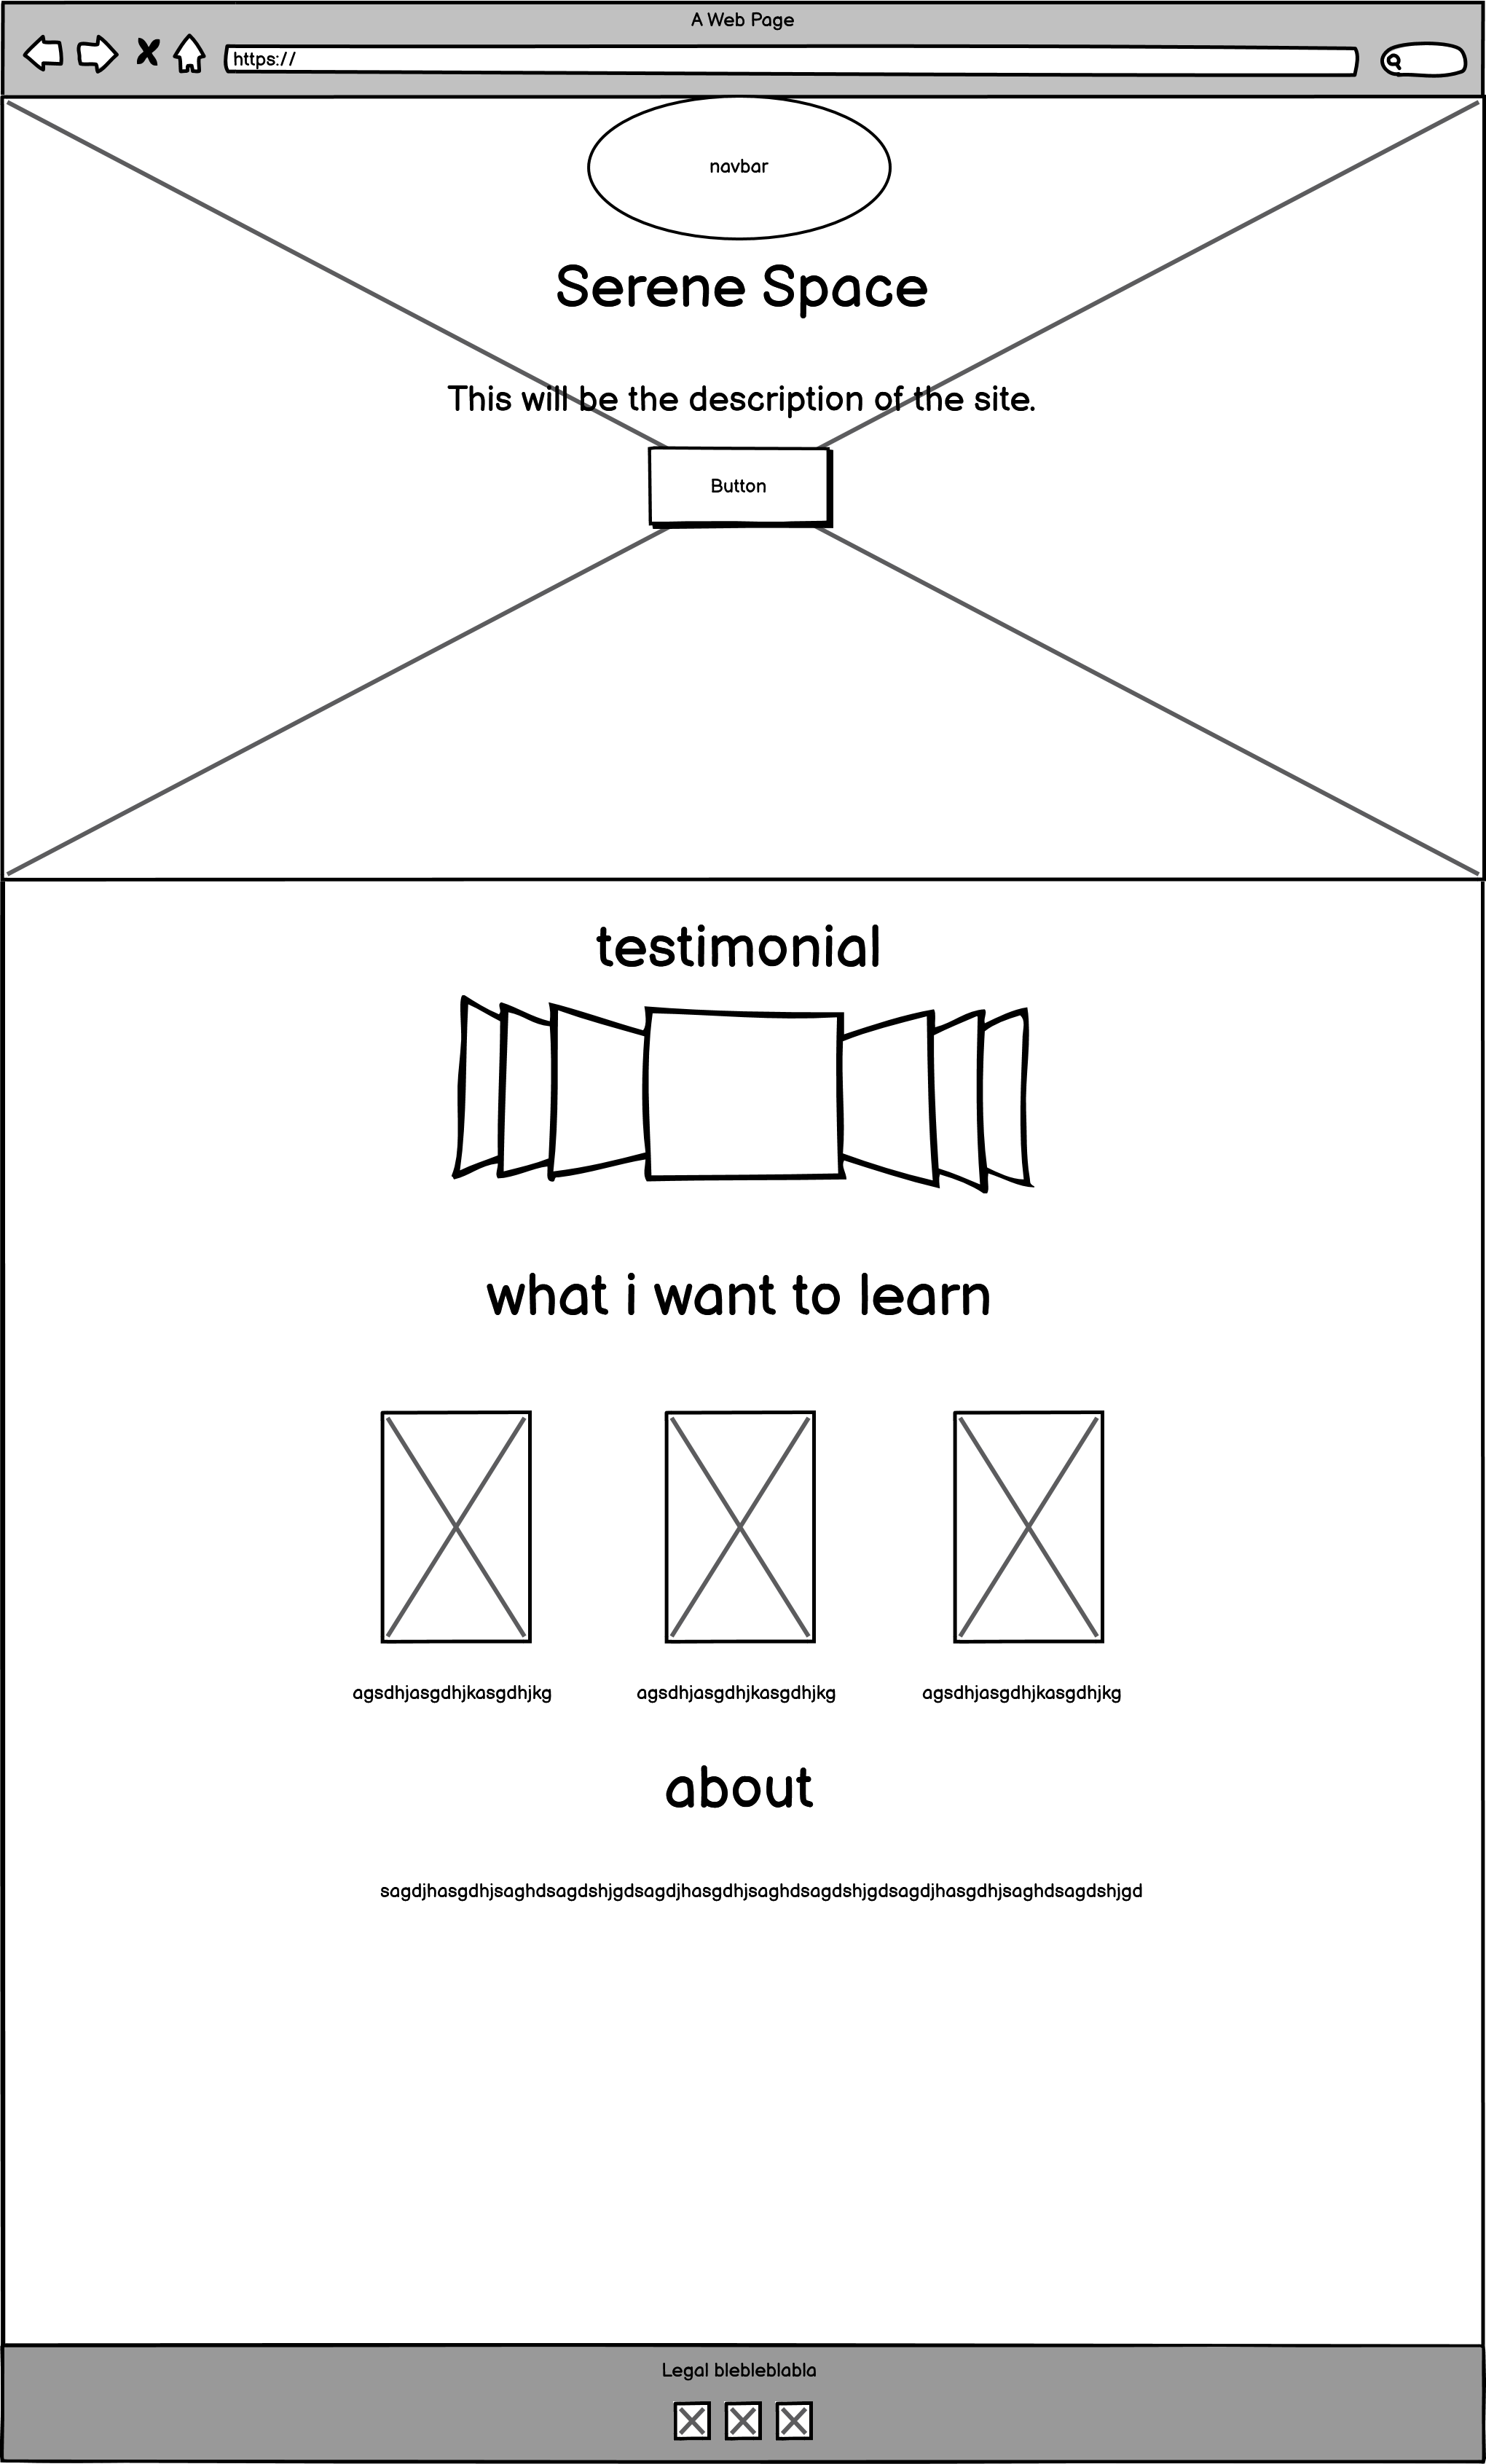 A Web Page
https://
navbar
Serene Space
This will be the description of the site.
Button
testimonial
what i want to learn
agsdhjasgdhjkasgdhjkg agsdhjasgdhjkasgdhjkg agsdhjasgdhjkasgdhjkg
about
sagdjhasgdhjsaghdsagdshjgdsagdjhasgdhjsaghdsagdshjgdsagdjhasgdhjsaghdsagdshjgd
Legal blebleblabla